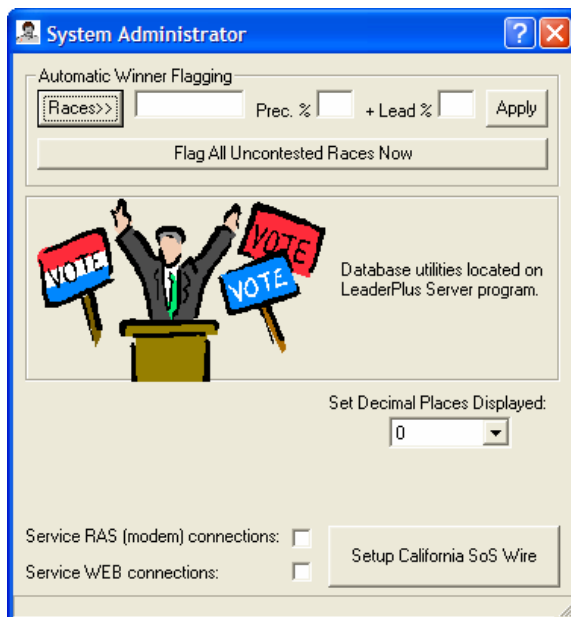 System Administrator
Automatic Winner Flagging
Races>> Prec. % + Lead % Apply
Flag All Uncontested Races Now
VOTE
VOTE
VOTE
Database utilities located on
LeaderPlus Server program.
Set Decimal Places Displayed:
0
Service RAS (modem) connections:
Service WEB connections:
Setup California SoS Wire